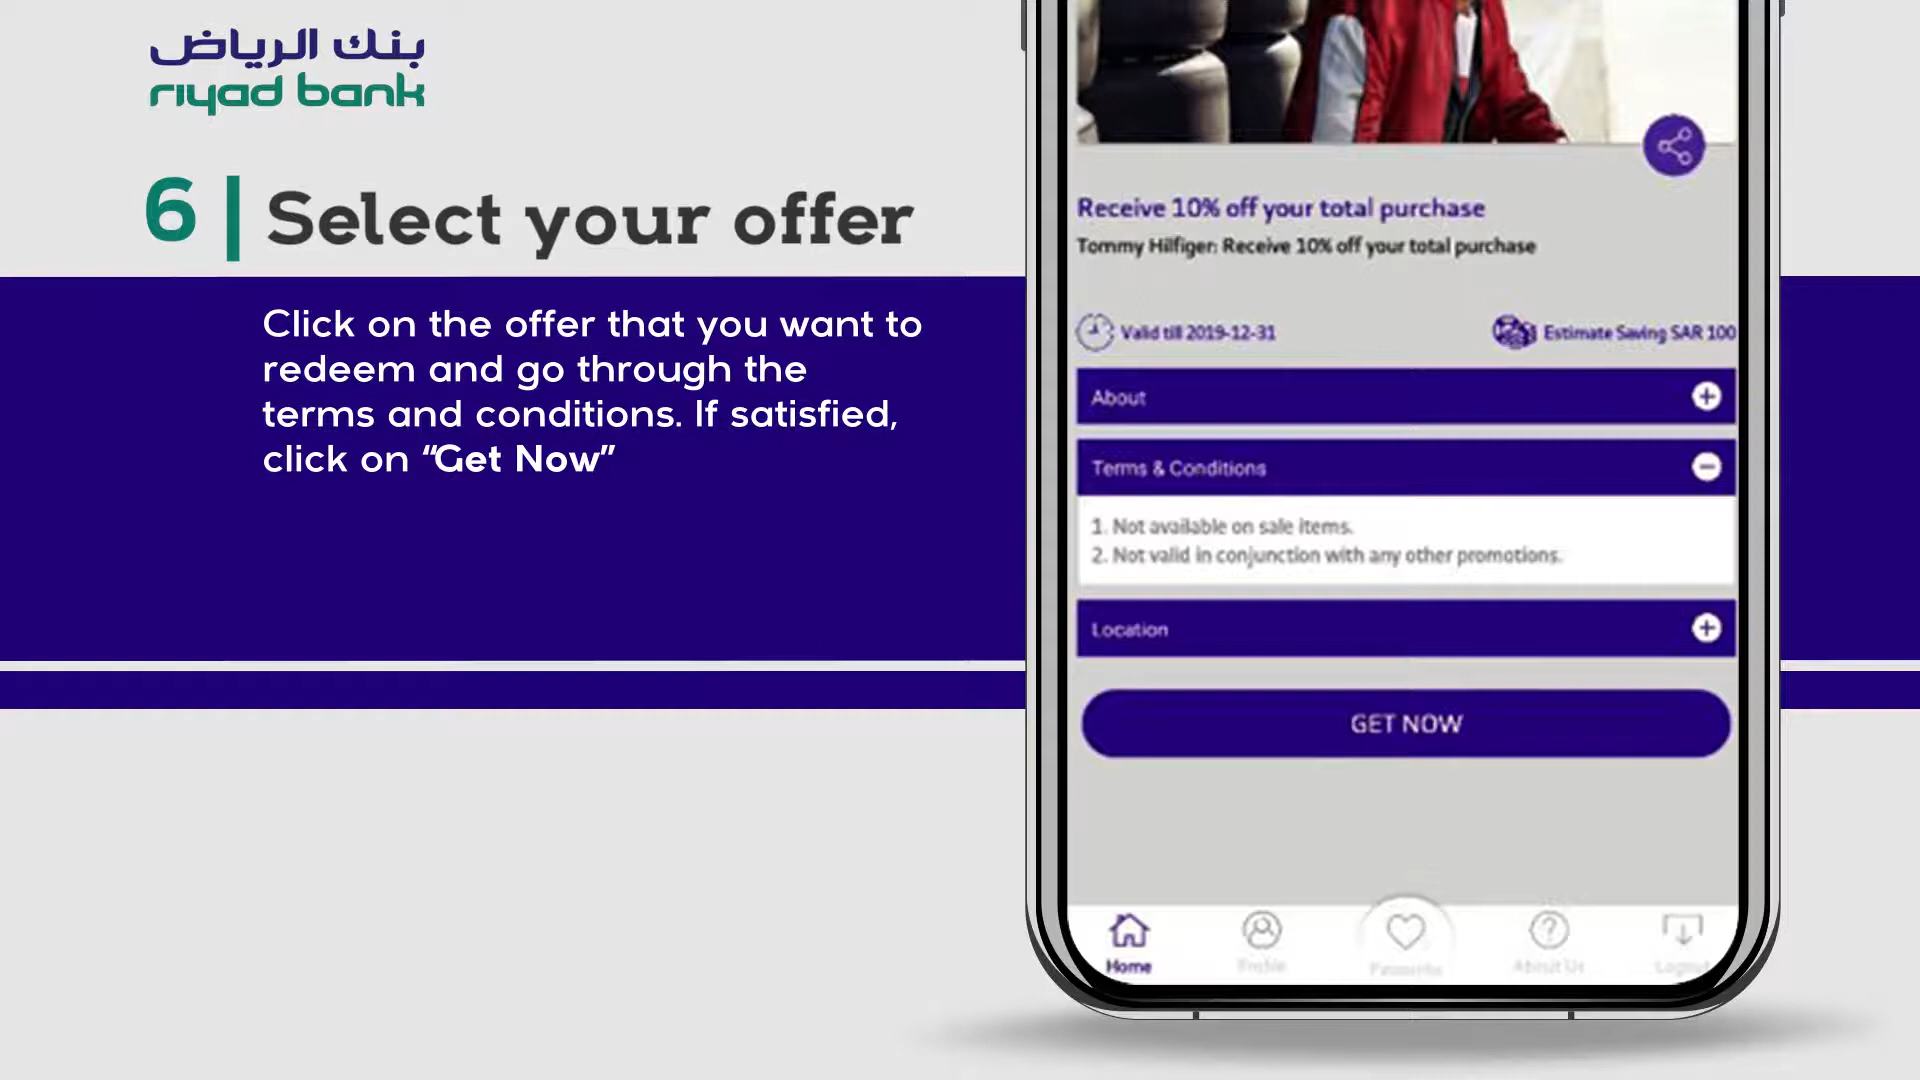 بنك الرياض
riyad bank
6 | Select your offer
Click on the offer that you want to
redeem and go through the
terms and conditions. If satisfied,
click on “Get Now”
Receive 10% off your total purchase
Tommy Hilfiger: Receive 10% off your total purchase
Valid till 2019-12-31
Estimate Saving SAR 100
About
Terms & Conditions
1. Not available on sale items.
2. Not valid in conjunction with any other promotions.
Location
GET NOW
Home
Profile
About Us